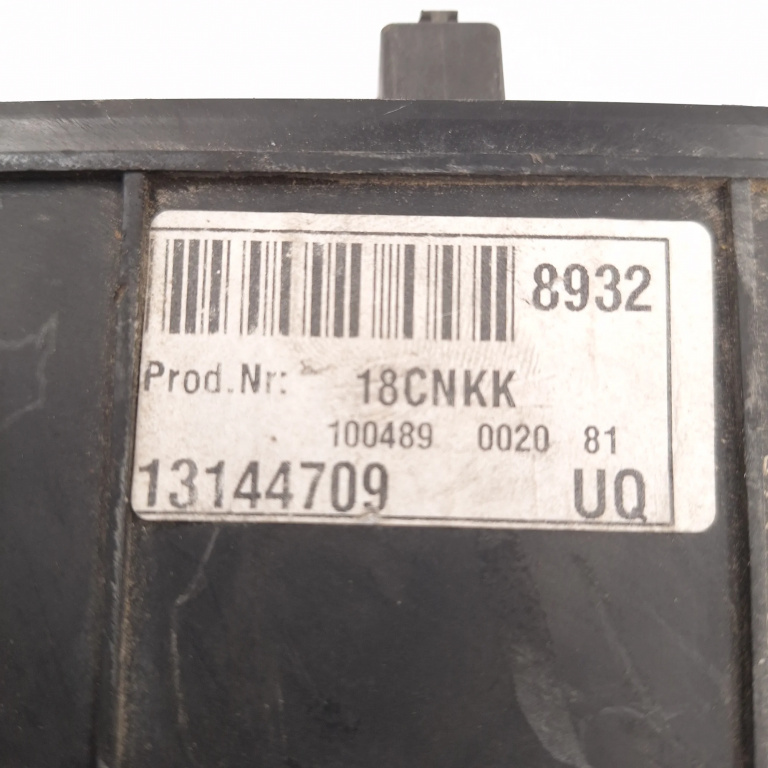 8932
Prod.Nr: 18CNKK
100489 0020 81
13144709 UQ